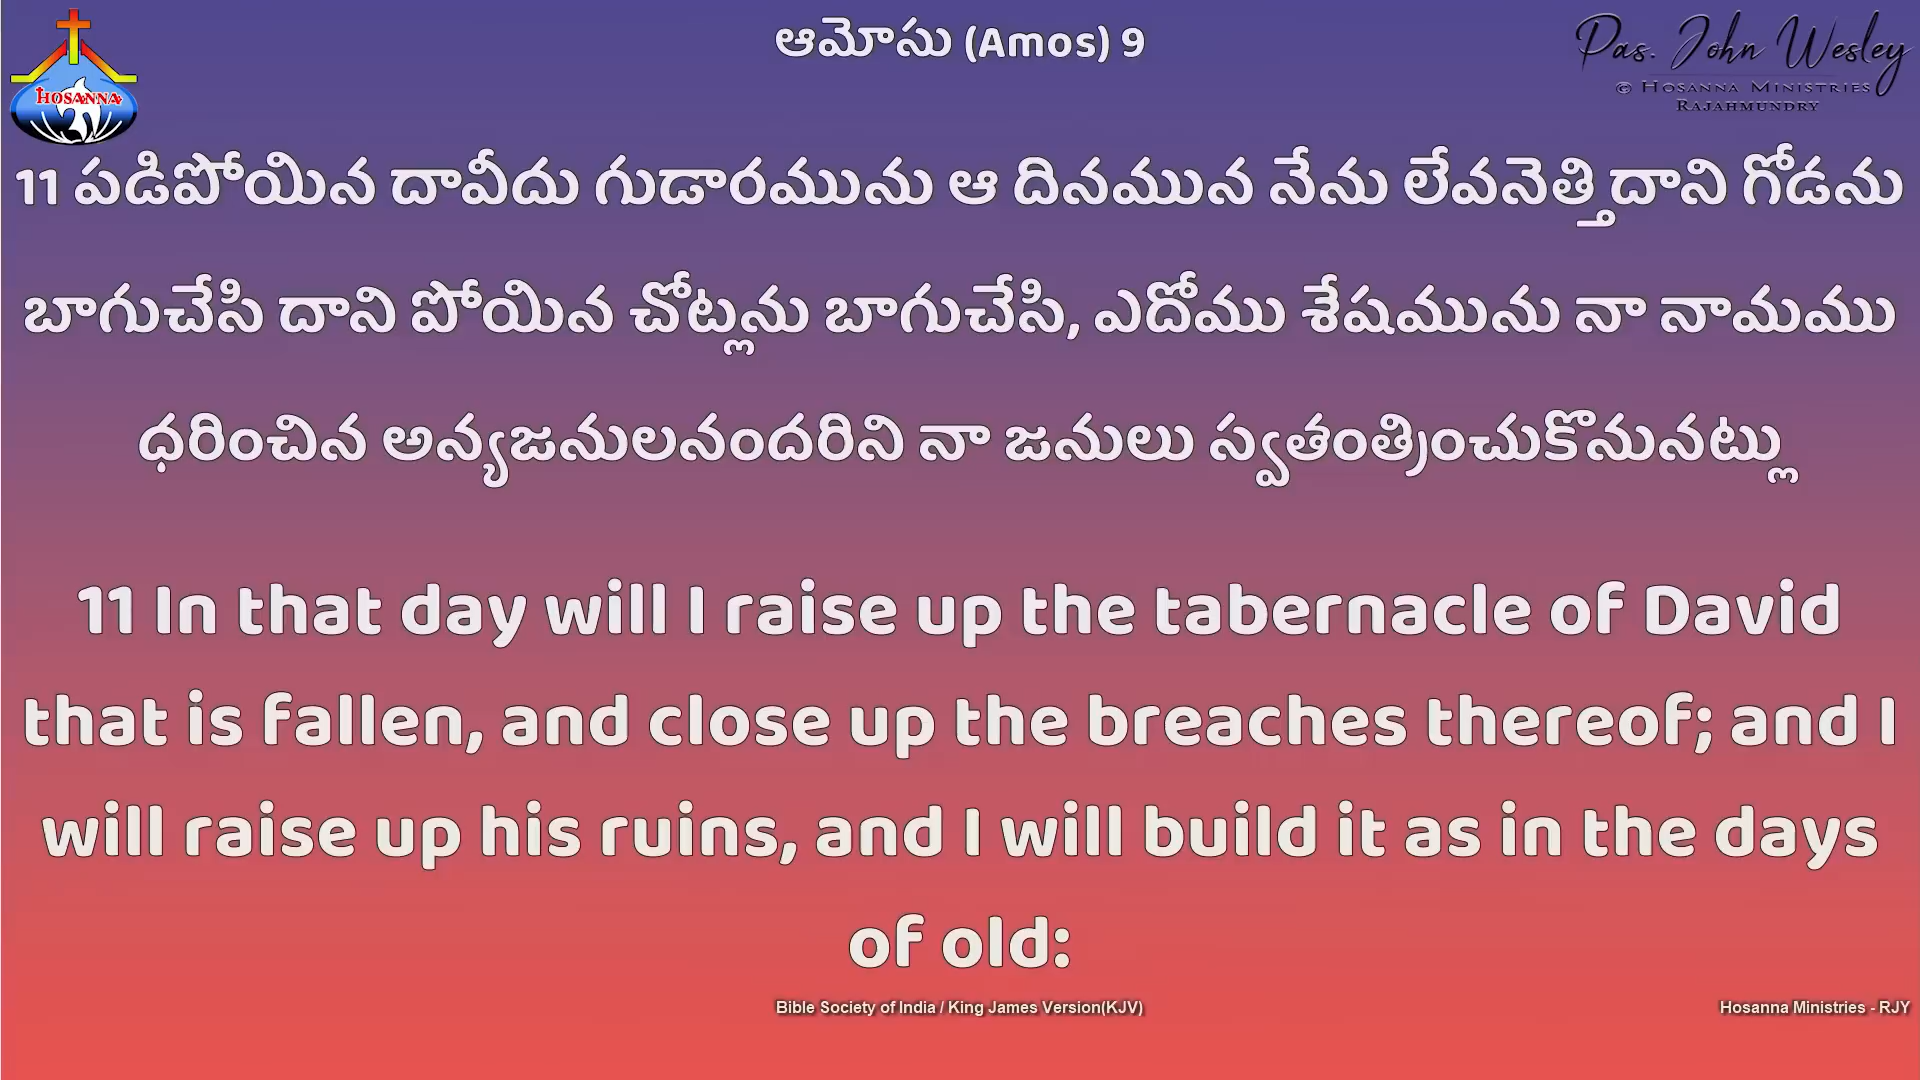 ఆమోసు (Amos) 9
HOSANNA
Pas. John Wesley
© HOSANNA MINISTRIES
RAJAHMUNDRY
11 పడిపోయిన దావీదు గుడారమును ఆ దినమున నేను లేవనెత్తి దాని గోడను
బాగుచేసి దాని పోయిన చోట్లను బాగుచేసి, ఎదోము శేషమును నా నామము
ధరించిన అన్యజనులనందరిని నా జనులు స్వతంత్రించుకొనునట్లు
11 In that day will I raise up the tabernacle of David
that is fallen, and close up the breaches thereof; and I
will raise up his ruins, and I will build it as in the days
of old:
Bible Society of India / King James Version(KJV)
Hosanna Ministries - RJY